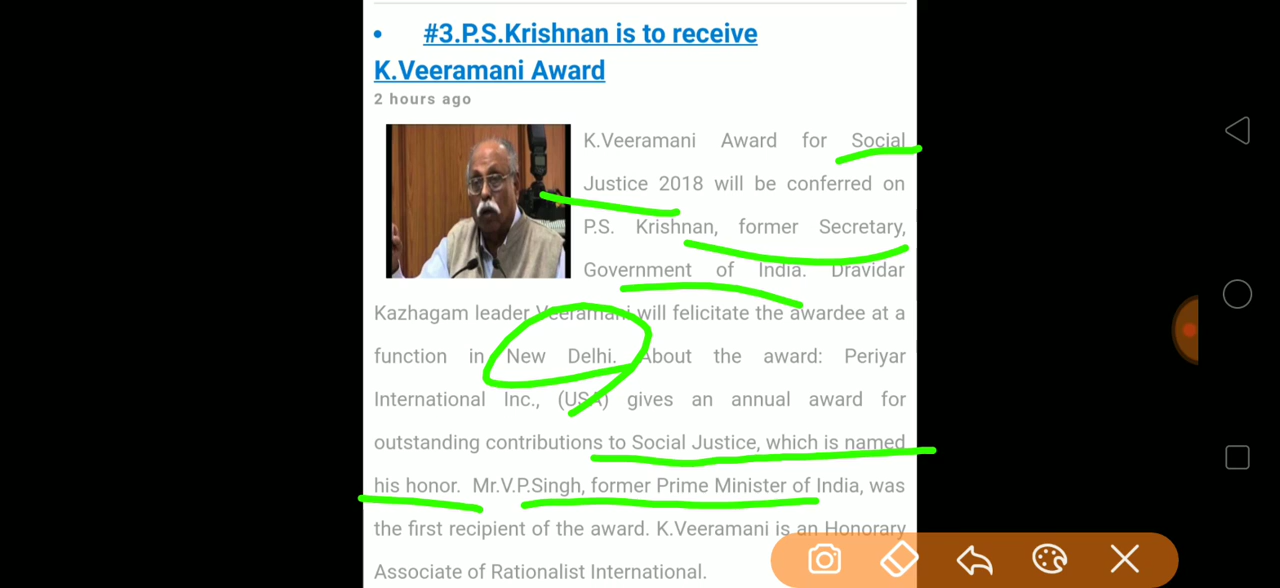 #3.P.S.Krishnan is to receive
K.Veeramani Award
2 hours ago
K.Veeramani Award for Social
Justice 2018 will be conferred on
P.S. Krishnan, former Secretary,
Government of India. Dravidar
Kazhagam leader Veeramani will felicitate the awardee at a
function in New Delhi. About the award: Periyar
International Inc., (USA) gives an annual award for
outstanding contributions to Social Justice, which is named
his honor. Mr.V.P.Singh, former Prime Minister of India, was
the first recipient of the award. K.Veeramani is an Honorary
Associate of Rationalist International.